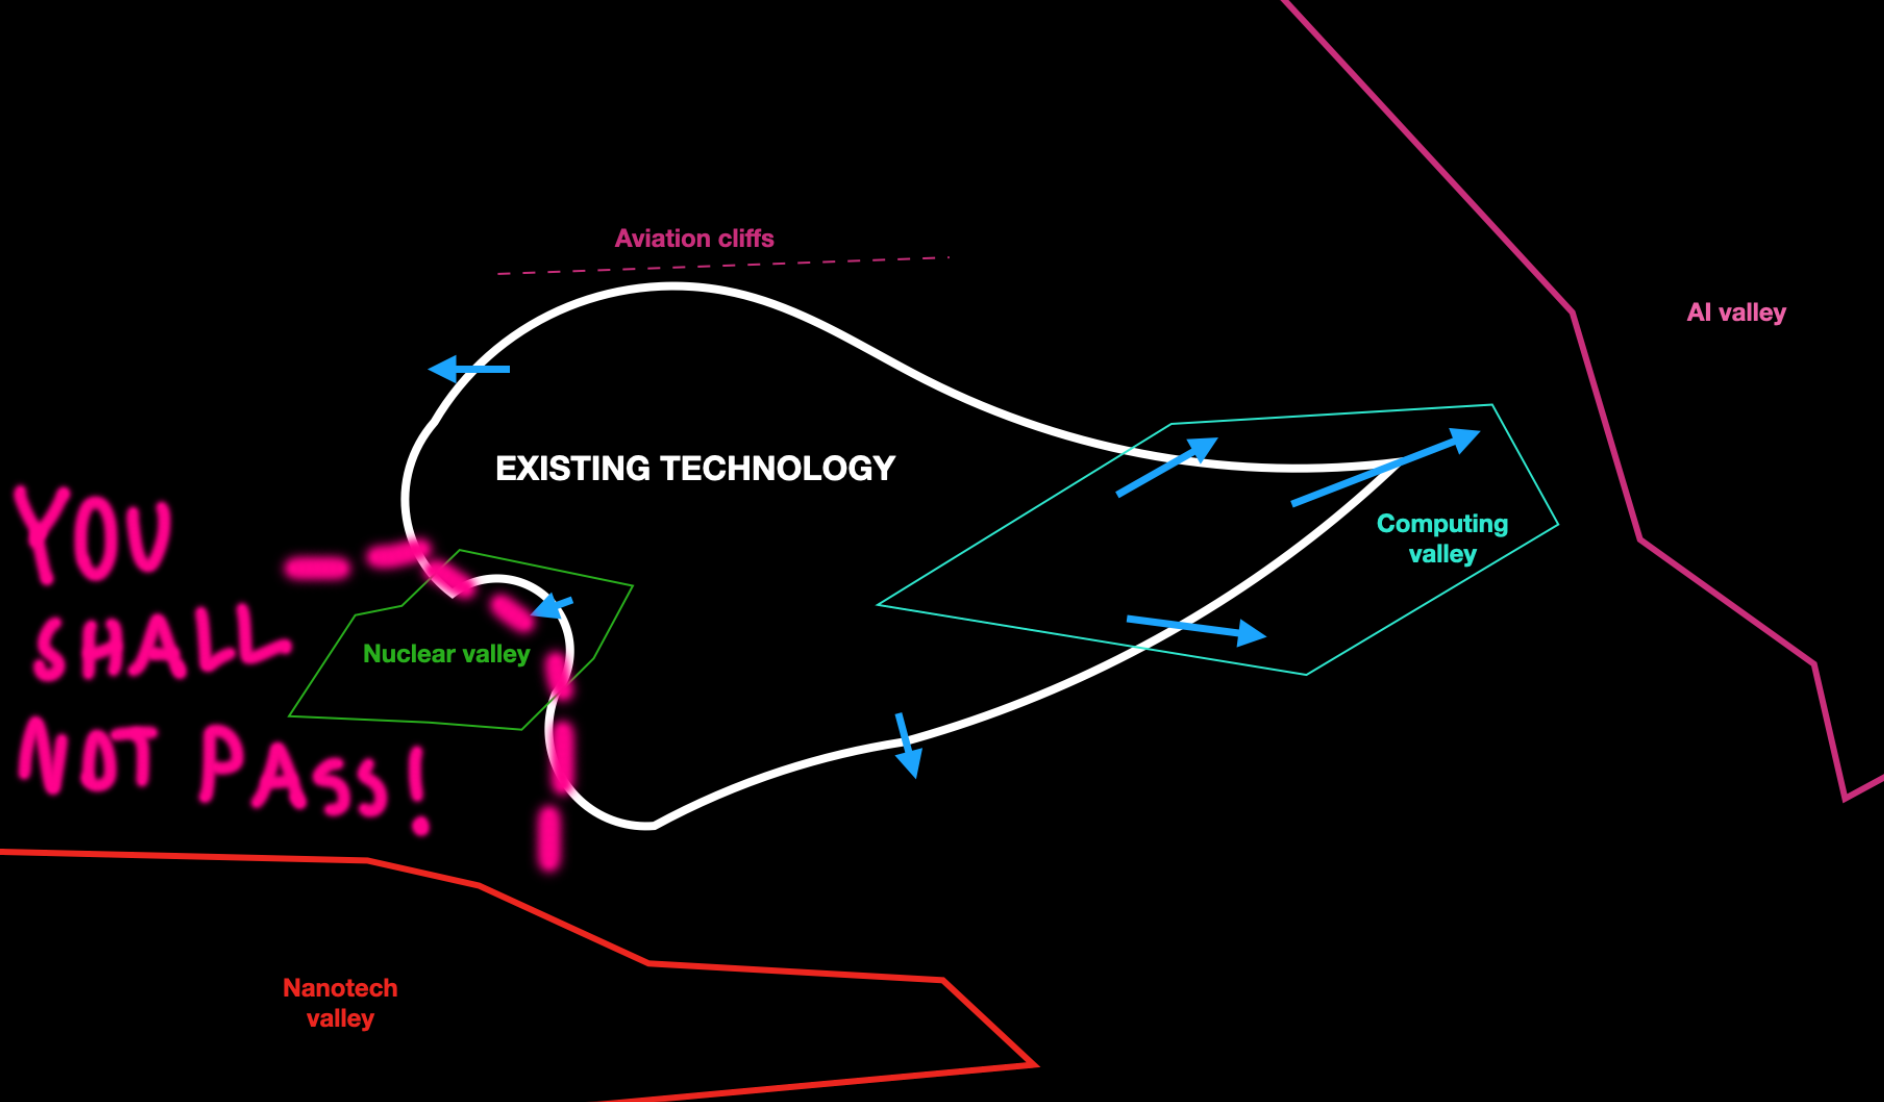 Aviation cliffs
AI valley
EXISTING TECHNOLOGY
Computing
valley
YOU
SHALL
NOT PASS!
Nuclear valley
Nanotech
valley